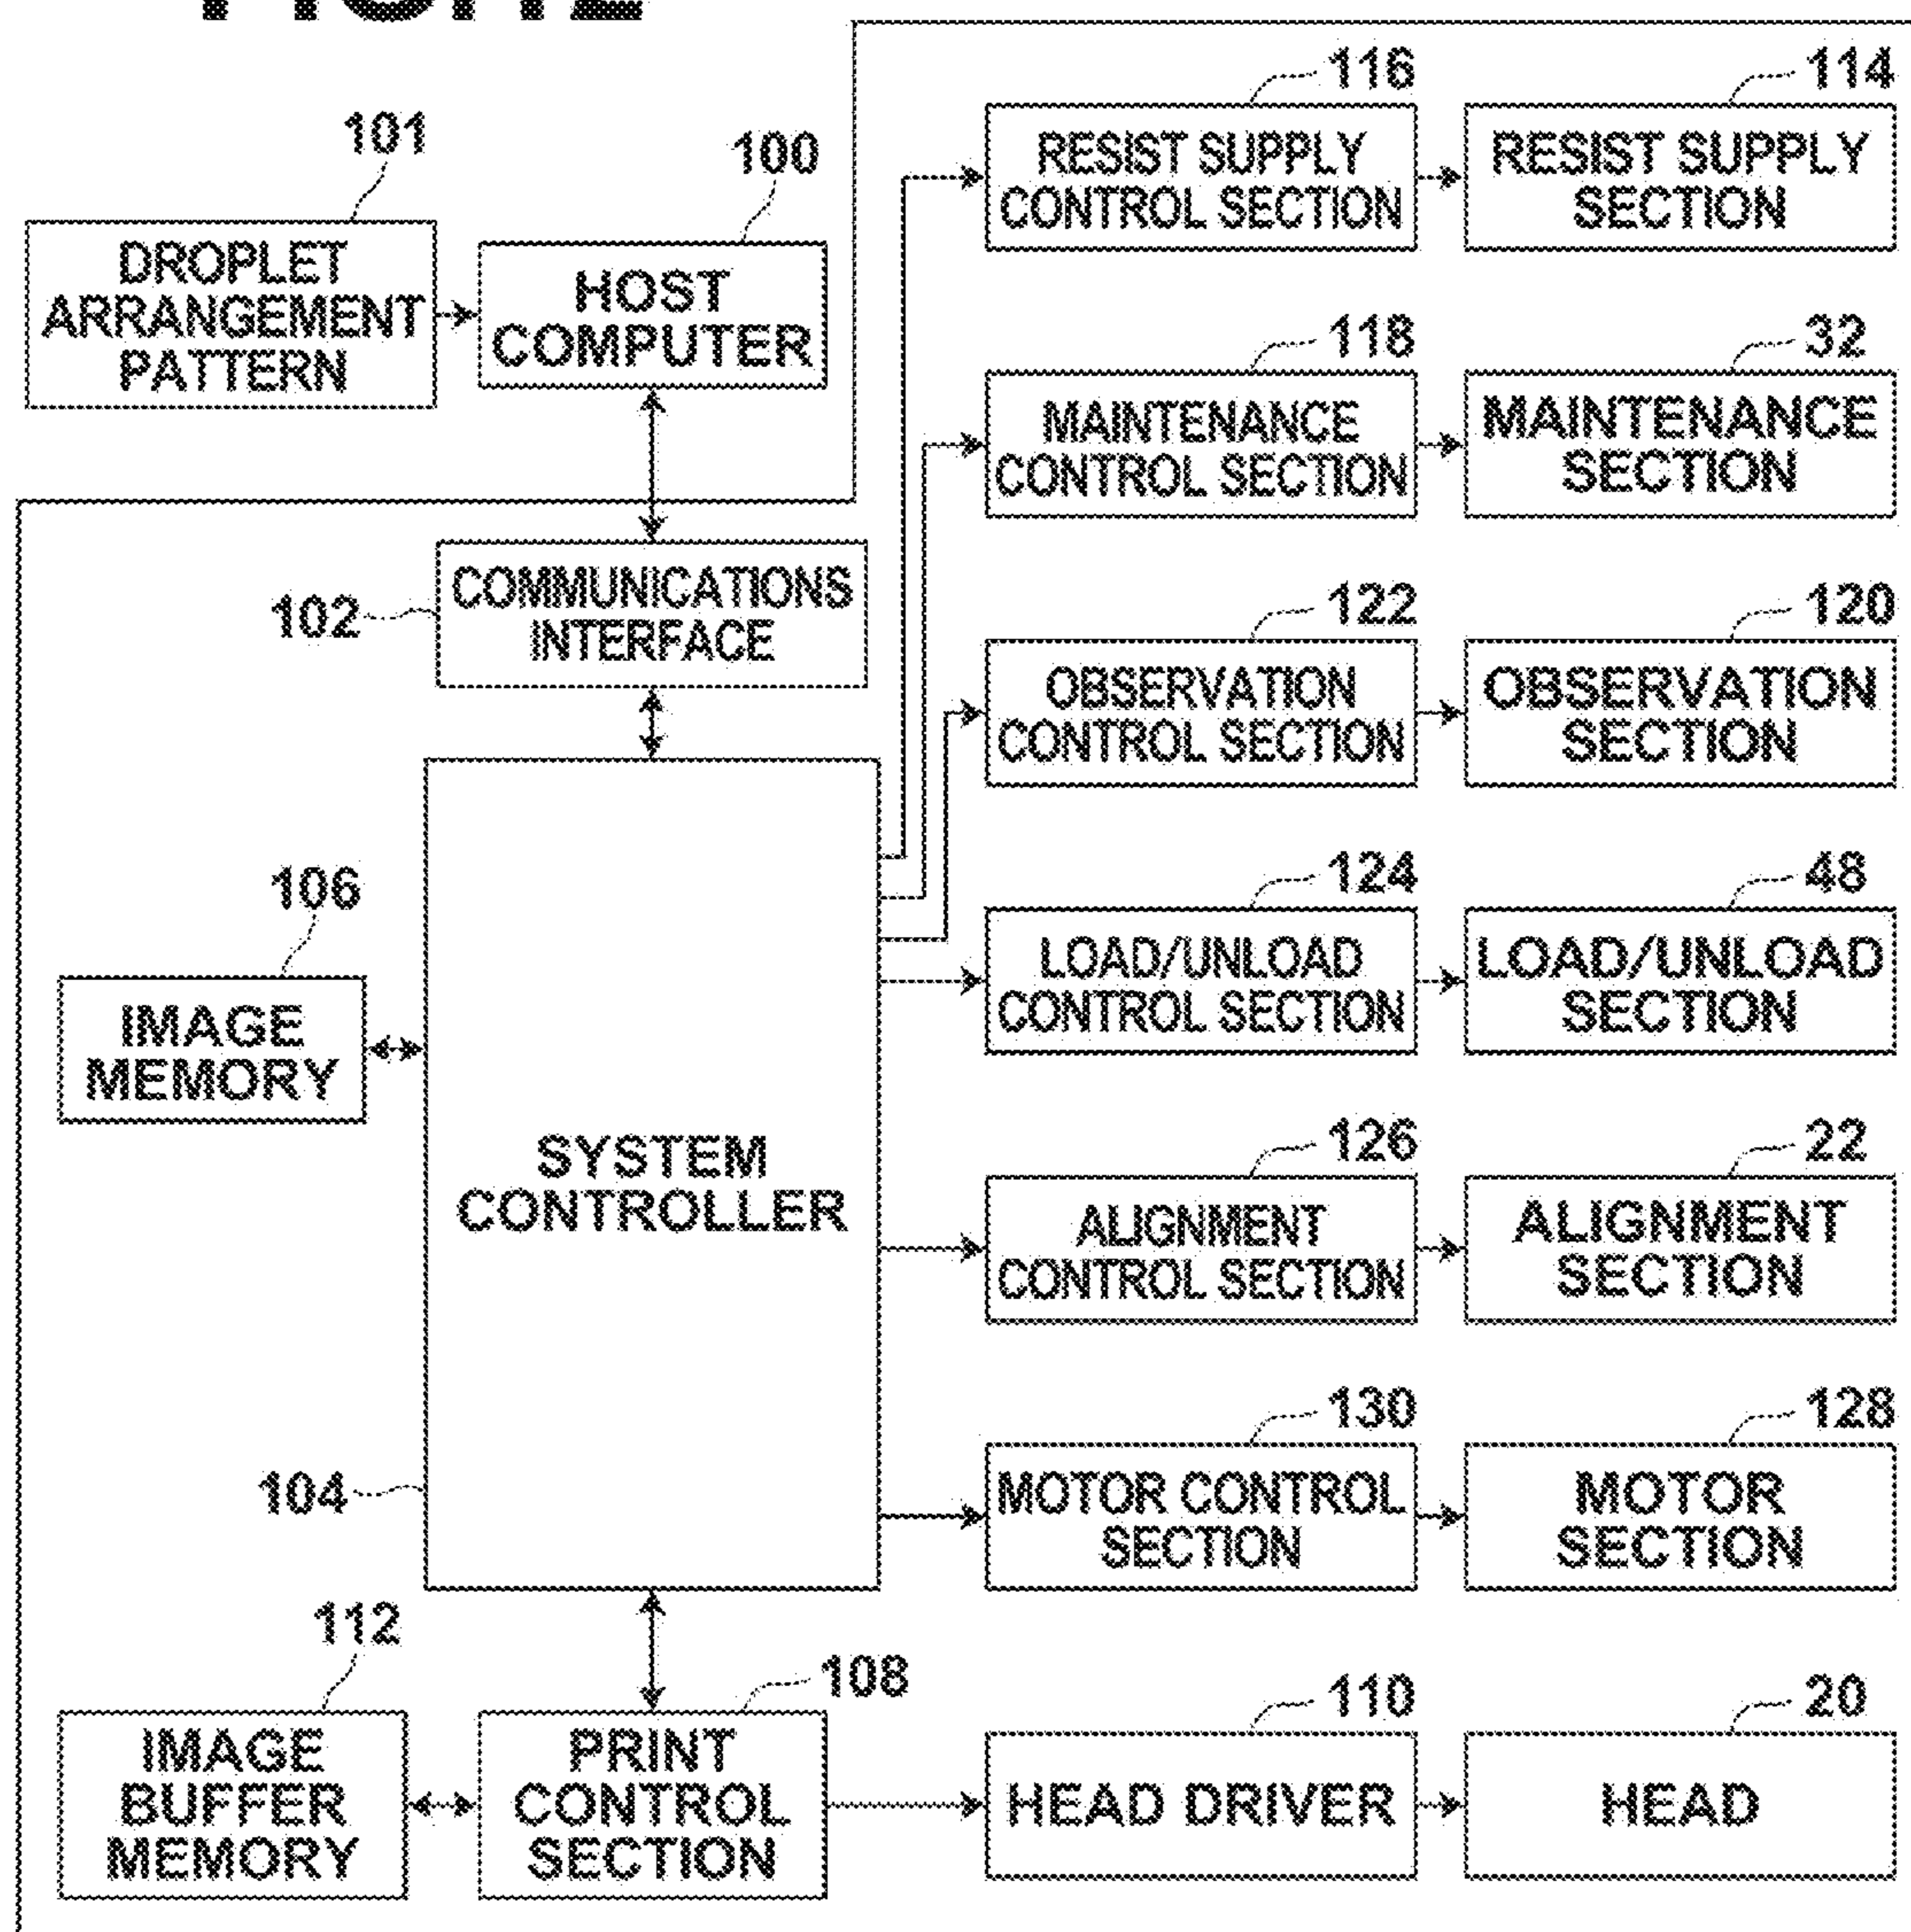 116
114
101
100
RESIST SUPPLY
CONTROL SECTION
RESIST SUPPLY
SECTION
DROPLET
ARRANGEMENT
PATTERN
HOST
COMPUTER
118
32
MAINTENANCE
CONTROL SECTION
MAINTENANCE
SECTION
102
COMMUNICATIONS
INTERFACE
122
120
OBSERVATION
CONTROL SECTION
OBSERVATION
SECTION
106
124
48
LOAD/UNLOAD
CONTROL SECTION
LOAD/UNLOAD
SECTION
IMAGE
MEMORY
SYSTEM
CONTROLLER
126
22
ALIGNMENT
CONTROL SECTION
ALIGNMENT
SECTION
104
130
128
MOTOR CONTROL
SECTION
MOTOR
SECTION
112
108
110
20
IMAGE
BUFFER
MEMORY
PRINT
CONTROL
SECTION
HEAD DRIVER
HEAD